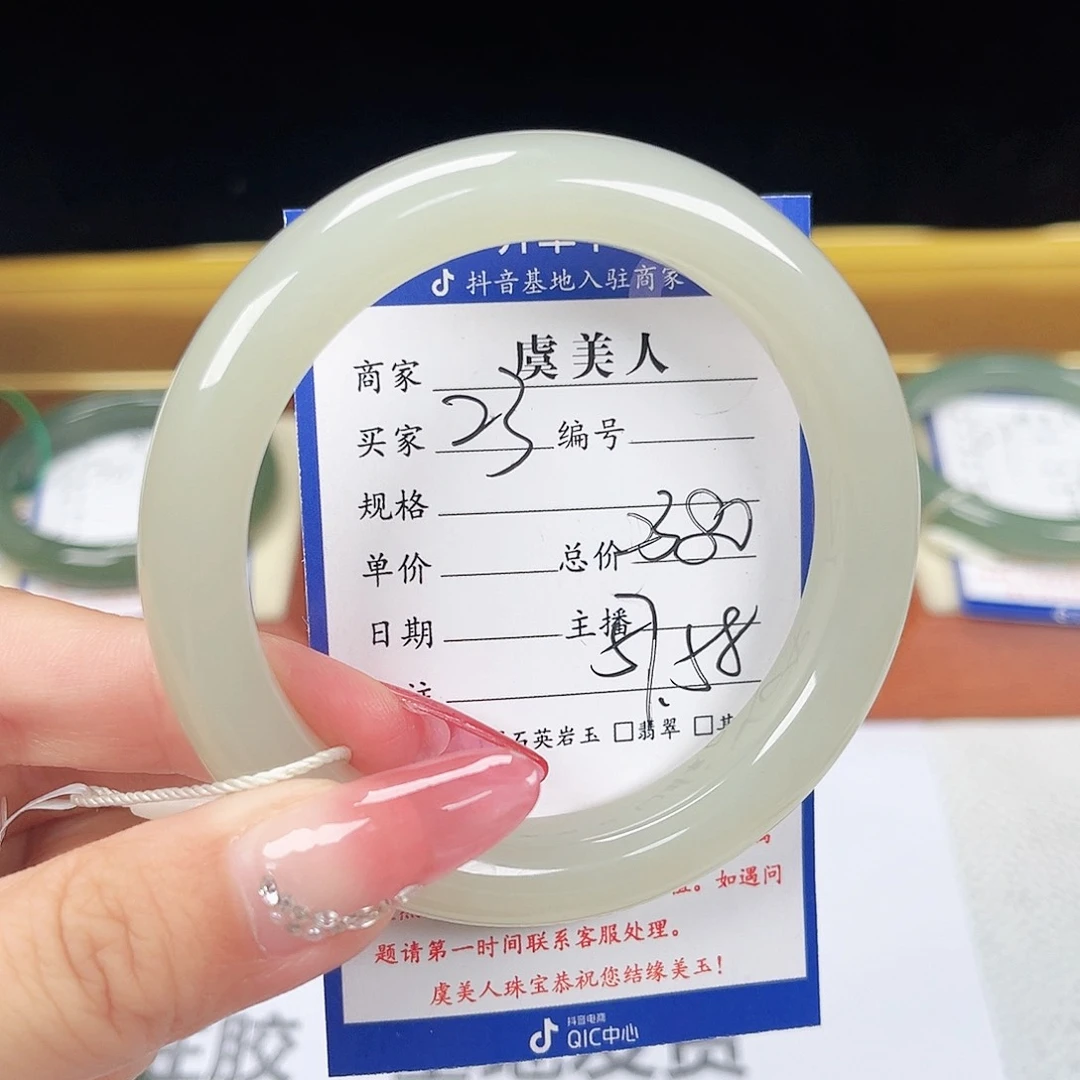 抖音基地入驻商家
商家 虞美人
买家 23 编号
规格
单价 总价 380
日期 主播
57.58
石英岩玉 □翡翠 □
。如遇问
题请第一时间联系客服处理。
虞美人珠宝恭祝您结缘美玉！
抖音电商
QIC中心